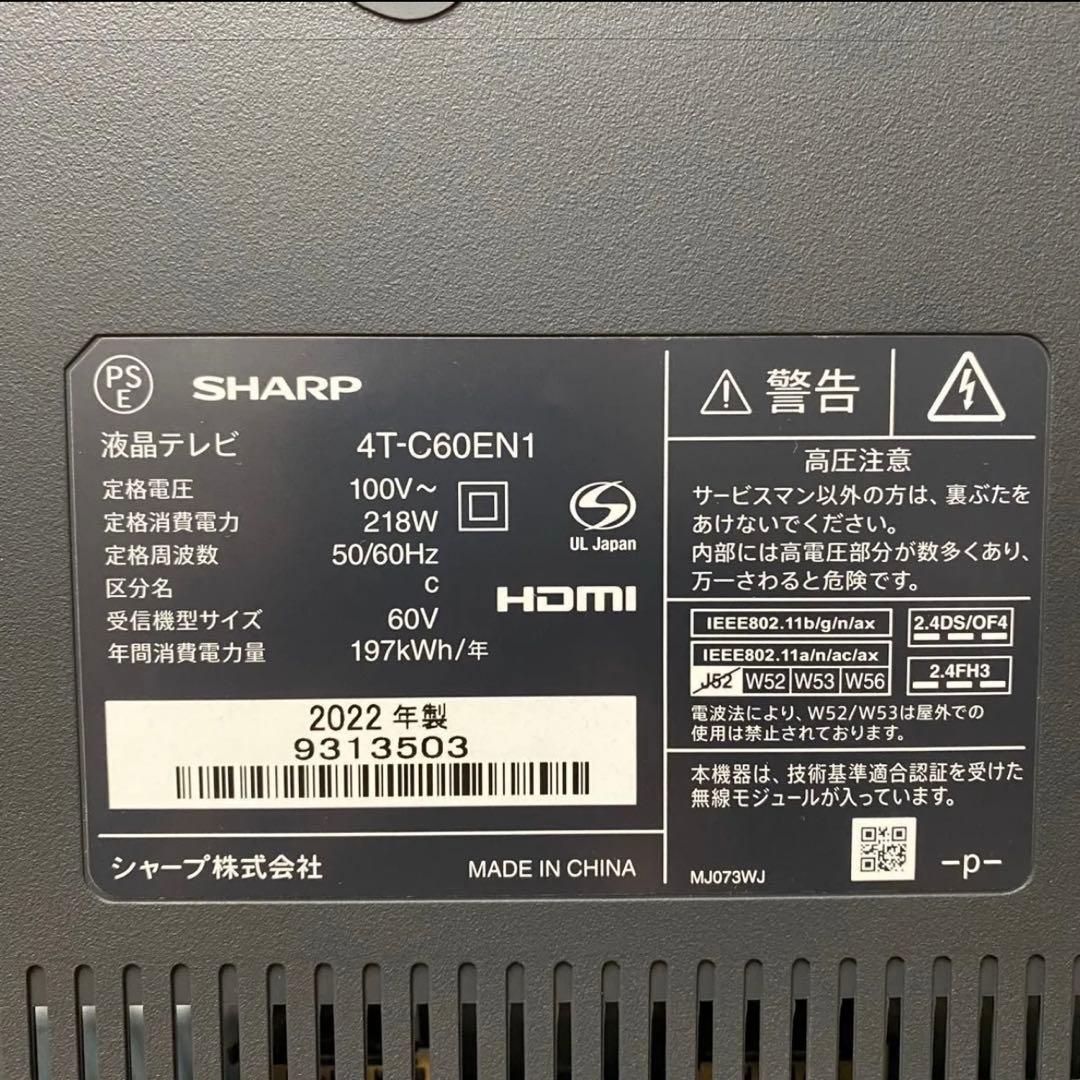 PS
E
SHARP
液晶テレビ 4T-C60EN1
定格電圧 100V~
定格消費電力 218W
定格周波数 50/60Hz
区分名 C
受信機型サイズ 60V
年間消費電力量 197kWh/年
S
UL Japan
HDMI
2022 年製
9313503
シャープ株式会社 MADE IN CHINA
警告
高圧注意
サービスマン以外の方は、裏ぶたを
あけないでください。
内部には高電圧部分が数多くあり、
万一さわると危険です。
IEEE802.11b/g/n/ax
IEEE802.11a/n/ac/ax
J52 W52 W53 W56
2.4DS/OF4
2.4FH3
電波法により、W52/W53は屋外での
使用は禁止されております。
本機器は、技術基準適合認証を受けた
無線モジュールが入っています。
MJ073WJ
-p-